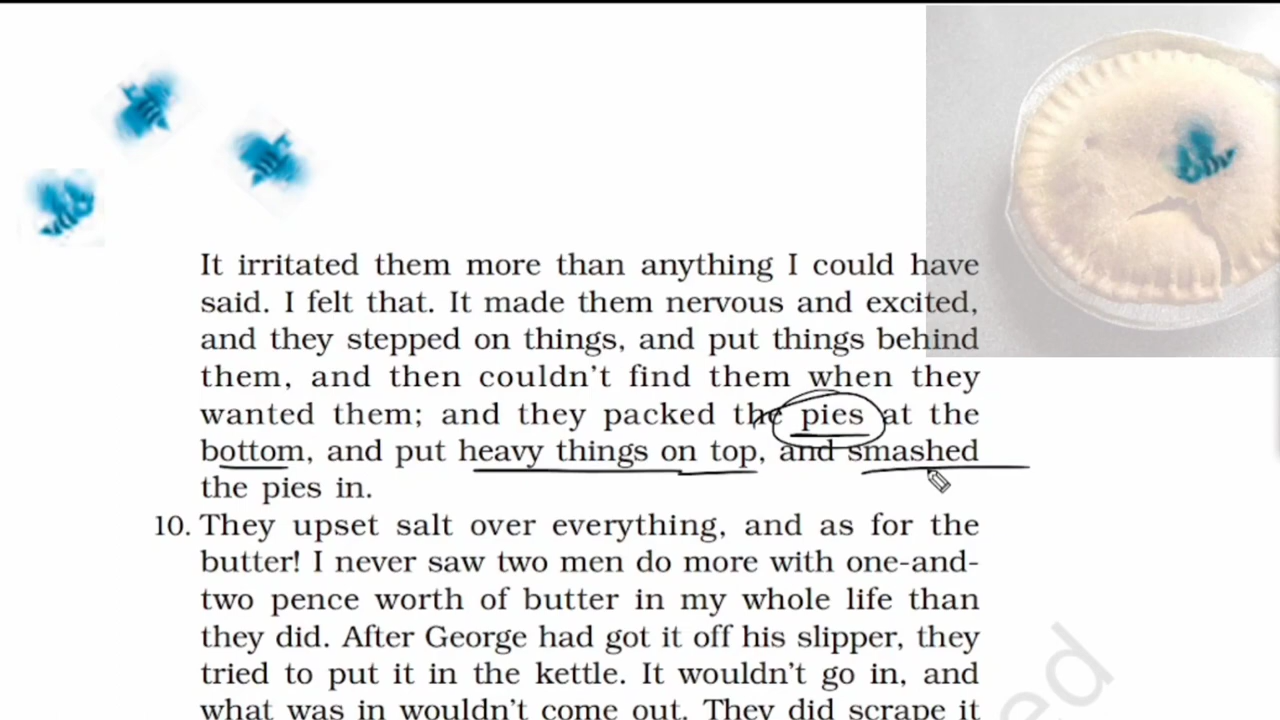 It irritated them more than anything I could have
said. I felt that. It made them nervous and excited,
and they stepped on things, and put things behind
them, and then couldn't find them when they
wanted them; and they packed the pies at the
bottom, and put heavy things on top, and smashed
the pies in.
10. They upset salt over everything, and as for the
butter! I never saw two men do more with one-and-
two pence worth of butter in my whole life than
they did. After George had got it off his slipper, they
tried to put it in the kettle. It wouldn't go in, and
what was in wouldn't come out. They did scrape it
ed